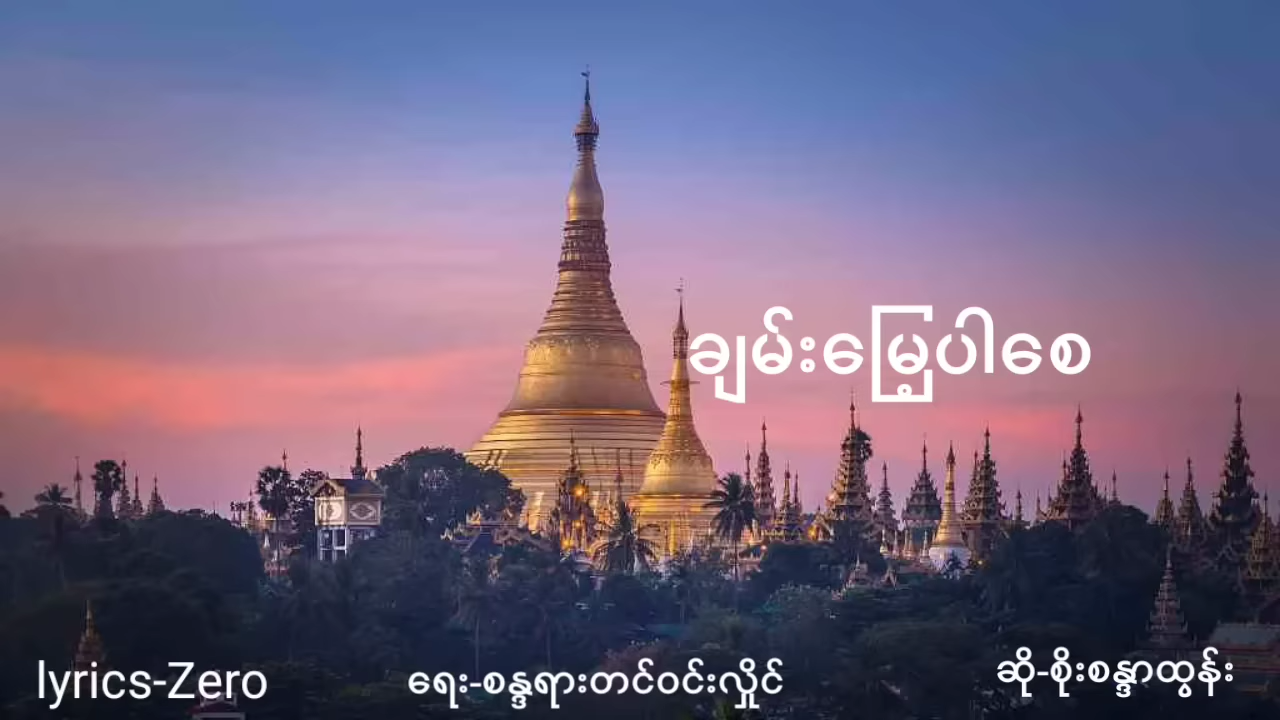 ချမ်းမြေ့ပါစေ
lyrics-Zero
ရေး-စန္ဒရားတင်ဝင်းလှိုင်
ဆို-စိုးစန္ဒာထွန်း